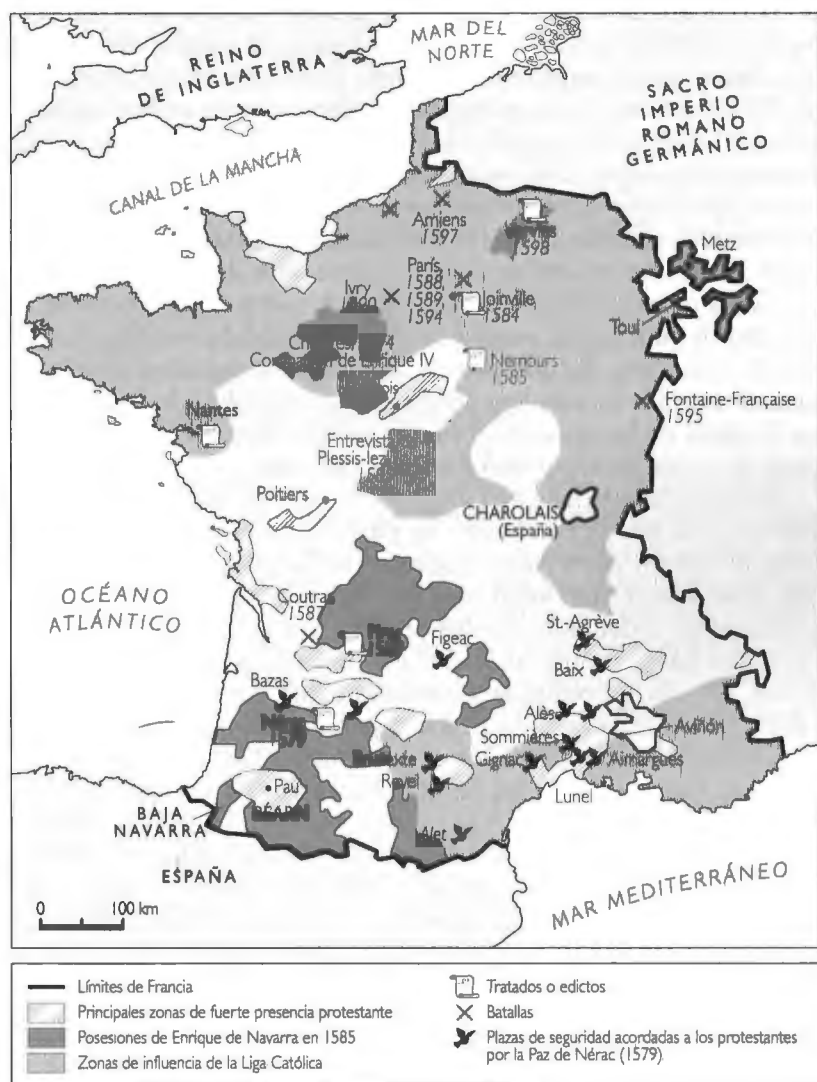 REINO
DE INGLATERRA
MAR DEL
NORTE
SACRO
IMPERIO
ROMANO
GERMÁNICO
CANAL DE LA MANCHA
Amiens
1597
1598
Metz
Toul
París,
1588,
1589,
1594
Ivry
Joinville
1584
de Enrique IV
Nemours
1585
Fontaine-Française
1595
Nantes
Entrevista
Plessis-lez-
Poitiers
CHAROLAIS
(España)
OCÉANO
ATLÁNTICO
Coutras
1587
Figeac
St.-Agrève
Baix
Bazas
Alès
Aviñón
Sommières
Gignac
Aimargues
Revel
Lunel
Pau
BÉARN
Alet
BAJA
NAVARRA
ESPAÑA
MAR MEDITERRÁNEO
0 100 km
Límites de Francia
Principales zonas de fuerte presencia protestante
Posesiones de Enrique de Navarra en 1585
Zonas de influencia de la Liga Católica
Tratados o edictos
Batallas
Plazas de seguridad acordadas a los protestantes
por la Paz de Nérac (1579)